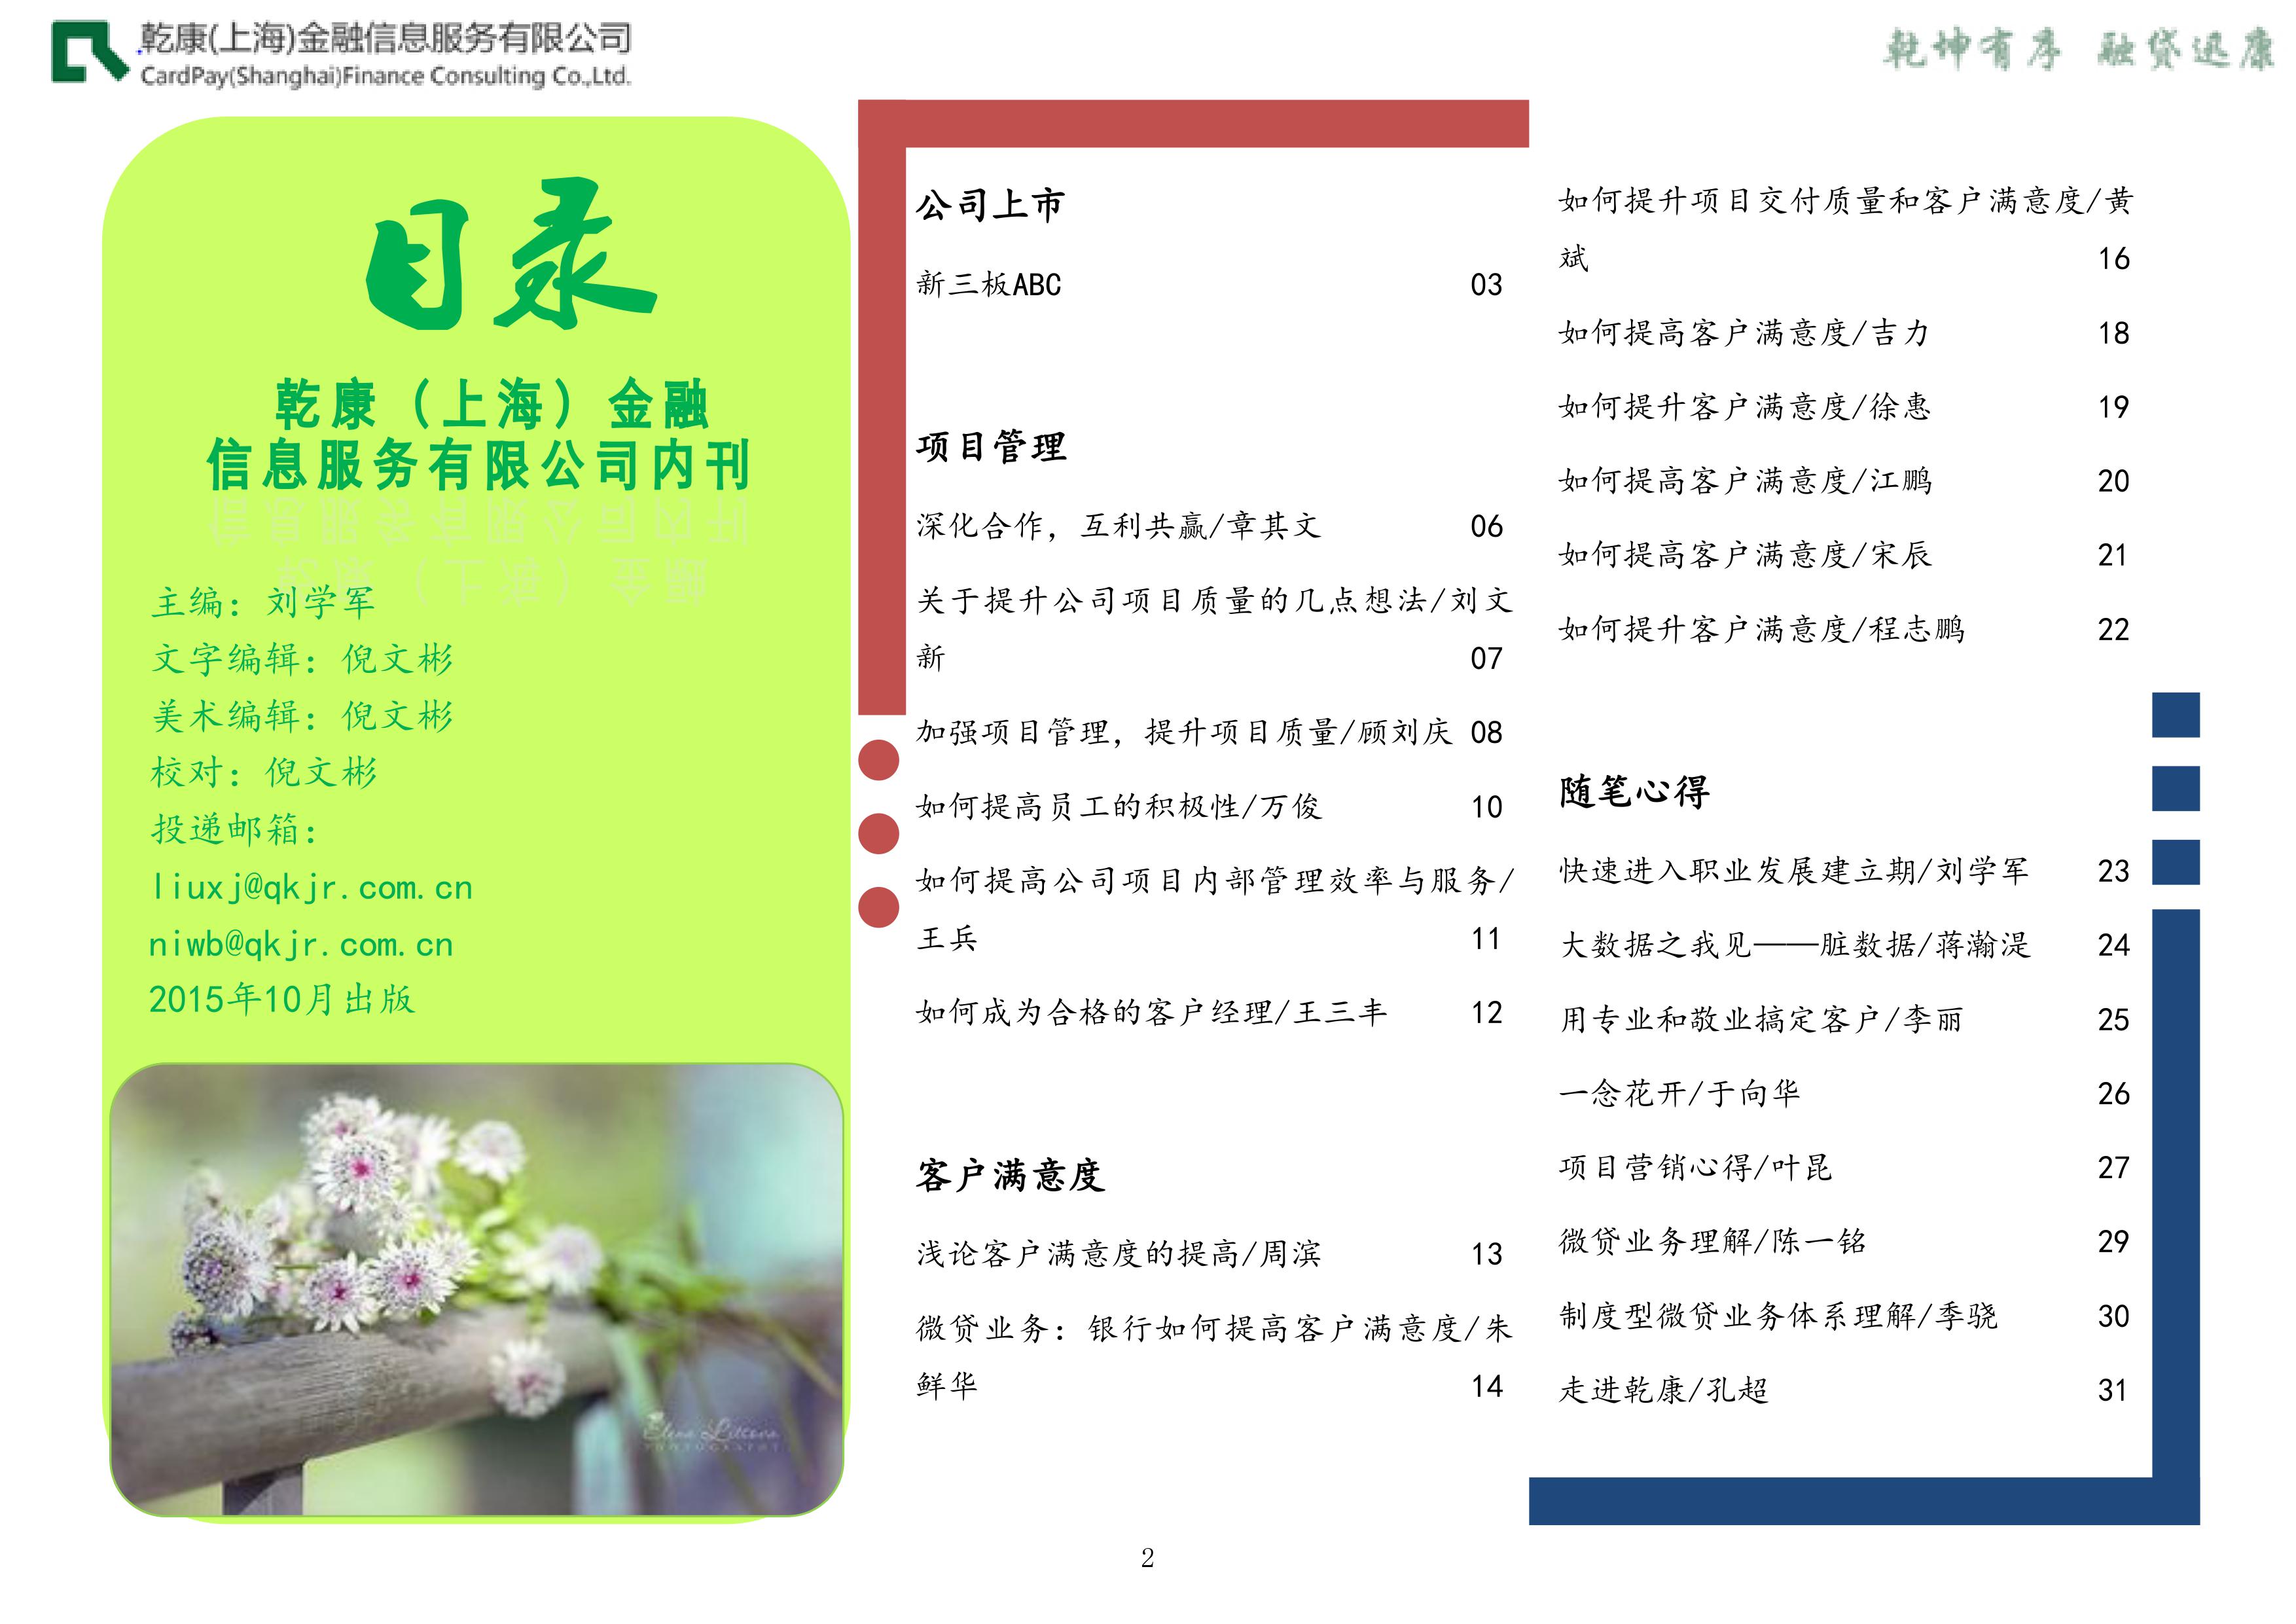 乾康(上海)金融信息服务有限公司
CardPay(Shanghai)Finance Consulting Co.,Ltd.
乾坤有序 融贷迅康
目录
乾康（上海）金融
信息服务有限公司内刊
主编：刘学军
文字编辑：倪文彬
美术编辑：倪文彬
校对：倪文彬
投递邮箱：
liuxj@qkjr.com.cn
niwb@qkjr.com.cn
2015年10月出版
Elena Littova
PHOTOGRAPHY
公司上市
新三板ABC 03
项目管理
深化合作，互利共赢/章其文 06
关于提升公司项目质量的几点想法/刘文
新 07
加强项目管理，提升项目质量/顾刘庆 08
如何提高员工的积极性/万俊 10
如何提高公司项目内部管理效率与服务/
王兵 11
如何成为合格的客户经理/王三丰 12
客户满意度
浅论客户满意度的提高/周滨 13
微贷业务：银行如何提高客户满意度/朱
鲜华 14
如何提升项目交付质量和客户满意度/黄
斌 16
如何提高客户满意度/吉力 18
如何提升客户满意度/徐惠 19
如何提高客户满意度/江鹏 20
如何提高客户满意度/宋辰 21
如何提升客户满意度/程志鹏 22
随笔心得
快速进入职业发展建立期/刘学军 23
大数据之我见——脏数据/蒋瀚湜 24
用专业和敬业搞定客户/李丽 25
一念花开/于向华 26
项目营销心得/叶昆 27
微贷业务理解/陈一铭 29
制度型微贷业务体系理解/季骁 30
走进乾康/孔超 31
2